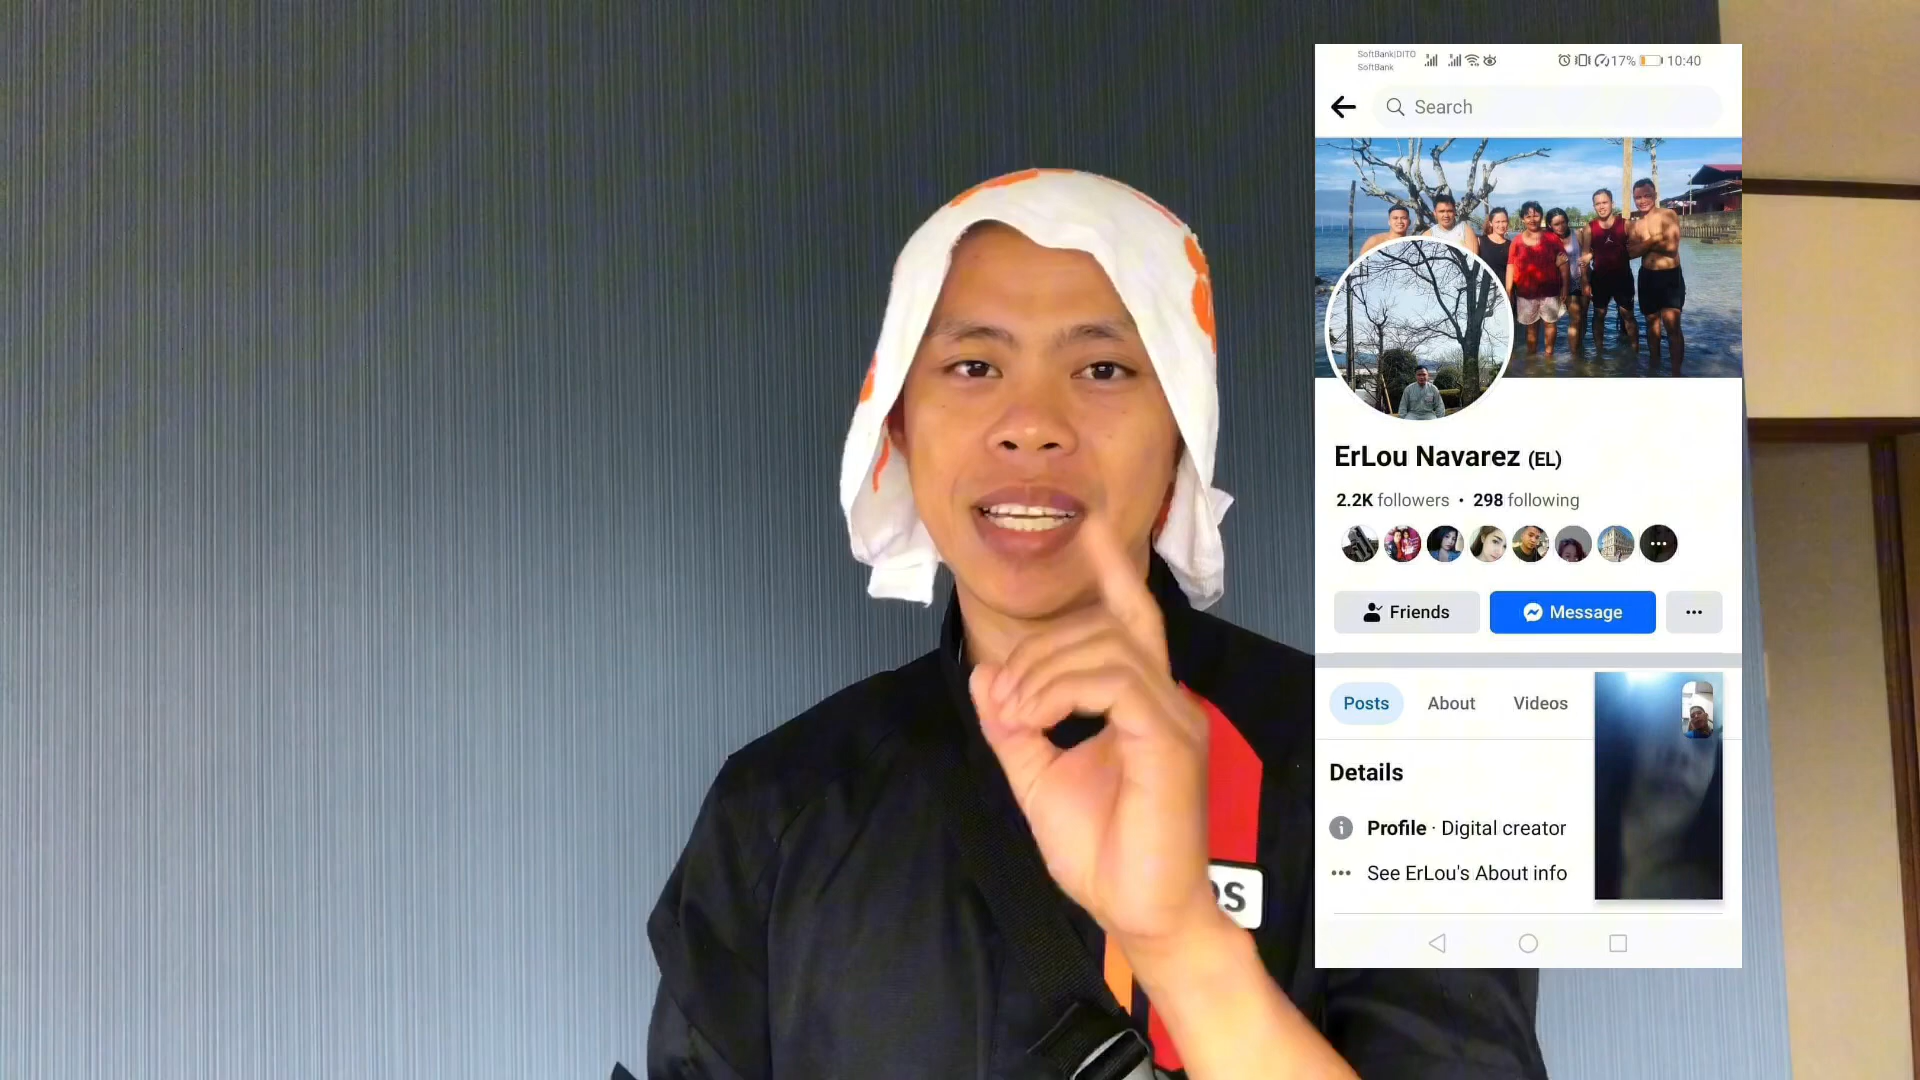 SoftBank|DITO
SoftBank
17%
10:40
Search
ErLou Navarez (EL)
2.2K followers • 298 following
Friends
Message
Posts
About
Videos
Details
Profile · Digital creator
See ErLou's About info
OS